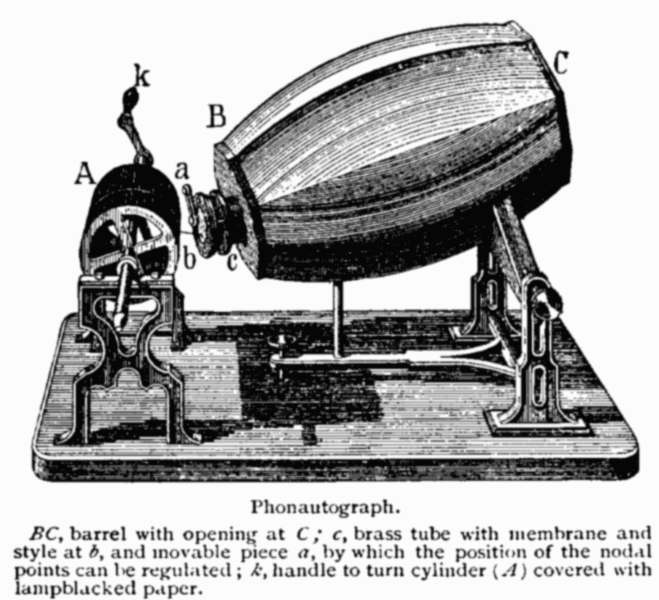 k
C
B
A
a
b
c
Phonautograph.
BC, barrel with opening at C; c, brass tube with membrane and
style at b, and movable piece a, by which the position of the nodal
points can be regulated; k, handle to turn cylinder (A) covered with
lampblacked paper.